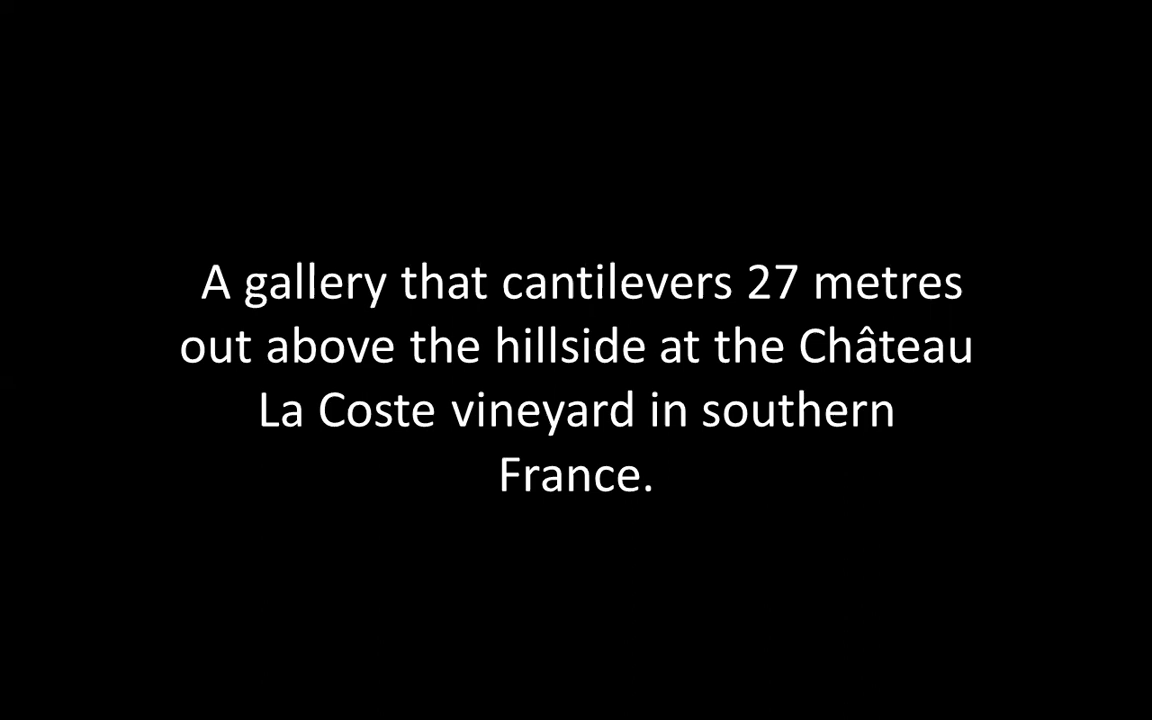 A gallery that cantilevers 27 metres
out above the hillside at the Château
La Coste vineyard in southern
France.